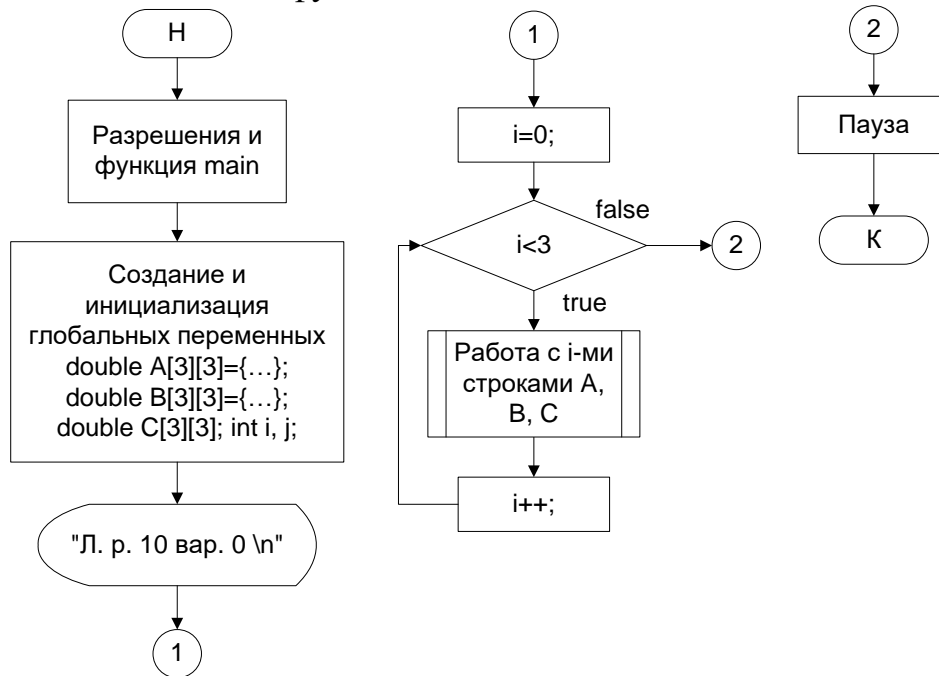 Н
Разрешения и
функция main
Создание и
инициализация
глобальных переменных
double A[3][3]={…};
double B[3][3]={…};
double C[3][3]; int i, j;
"Л. р. 10 вар. 0 \n"
1
1
i=0;
i<3
false
2
true
Работа с i-ми
строками А,
В, С
i++;
2
Пауза
К